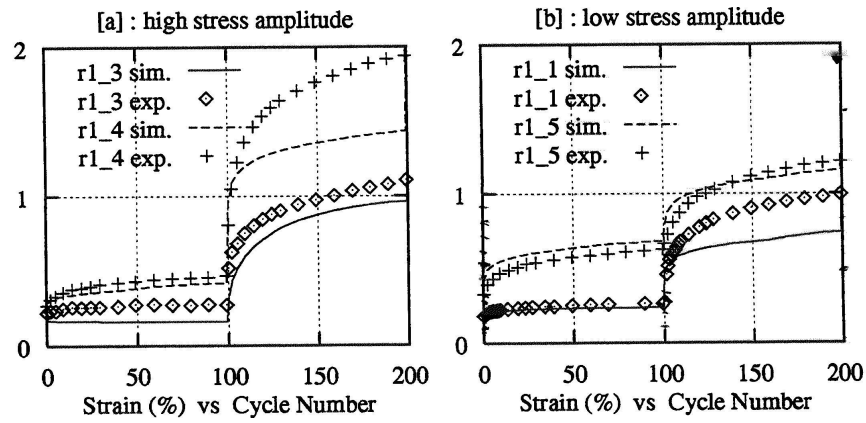 [a] : high stress amplitude
2
r1_3 sim.
r1_3 exp.
r1_4 sim.
r1_4 exp.
1
0
0 50 100 150 200
Strain (%) vs Cycle Number
[b] : low stress amplitude
2
r1_1 sim.
r1_1 exp.
r1_5 sim.
r1_5 exp.
1
0
0 50 100 150 200
Strain (%) vs Cycle Number